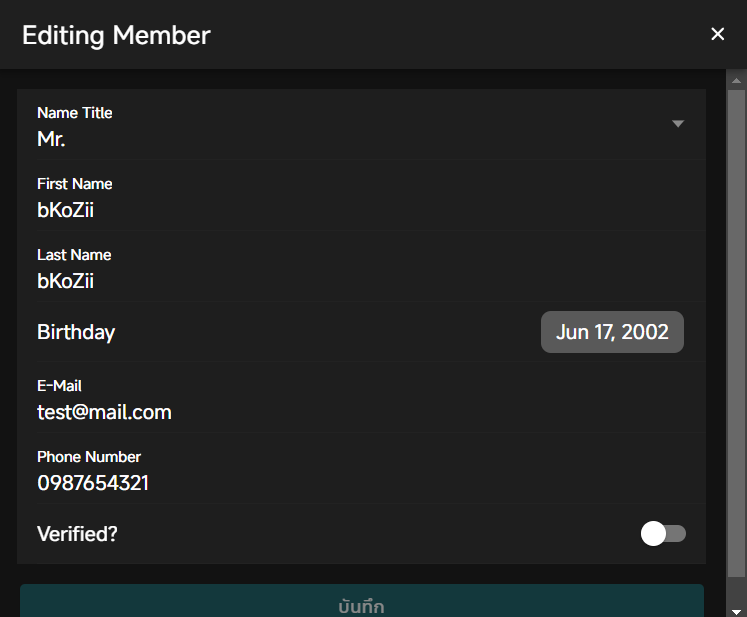 Editing Member
Name Title
Mr.
First Name
bKoZii
Last Name
bKoZii
Birthday
Jun 17, 2002
E-Mail
test@mail.com
Phone Number
0987654321
Verified?
บันทึก